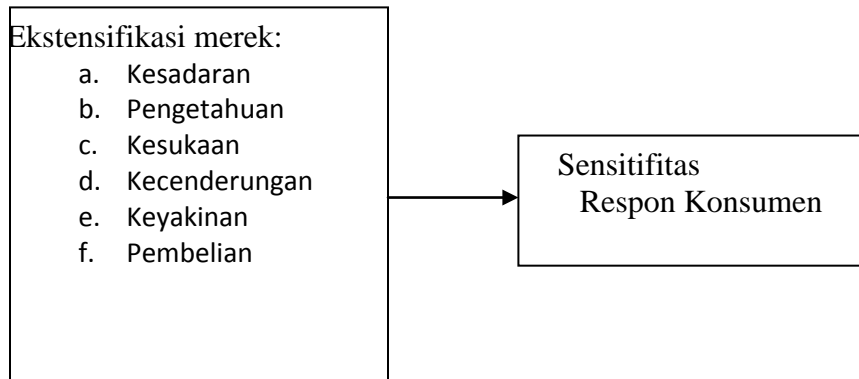 Ekstensifikasi merek:
a. Kesadaran
b. Pengetahuan
c. Kesukaan
d. Kecenderungan
e. Keyakinan
f. Pembelian
Sensitifitas
Respon Konsumen